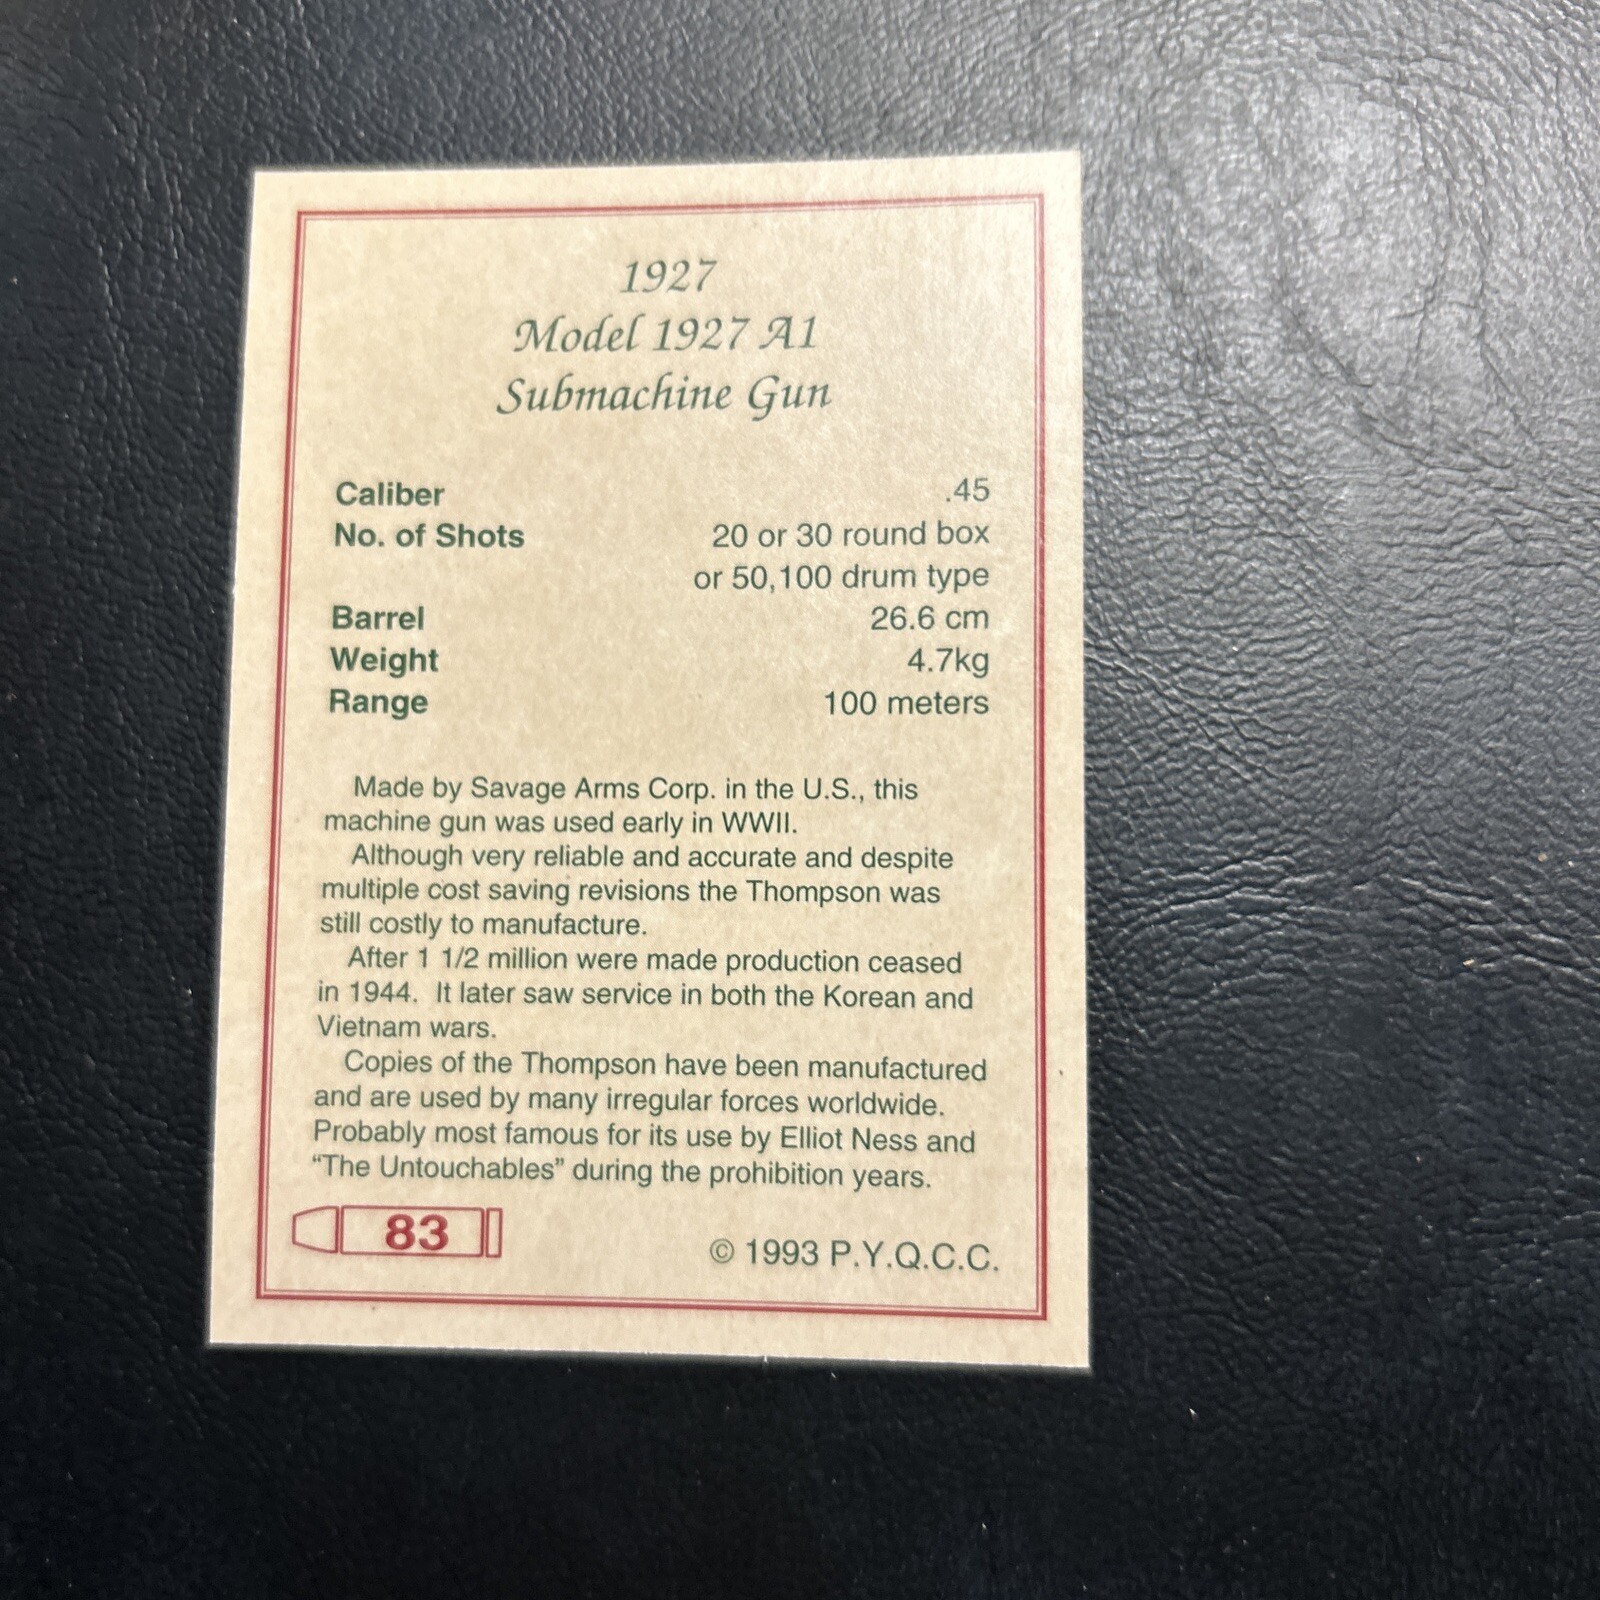 1927
Model 1927 A1
Submachine Gun
Caliber .45
No. of Shots 20 or 30 round box
or 50,100 drum type
Barrel 26.6 cm
Weight 4.7kg
Range 100 meters
Made by Savage Arms Corp. in the U.S., this
machine gun was used early in WWII.
Although very reliable and accurate and despite
multiple cost saving revisions the Thompson was
still costly to manufacture.
After 1 1/2 million were made production ceased
in 1944. It later saw service in both the Korean and
Vietnam wars.
Copies of the Thompson have been manufactured
and are used by many irregular forces worldwide.
Probably most famous for its use by Elliot Ness and
“The Untouchables” during the prohibition years.
83
© 1993 P.Y.Q.C.C.